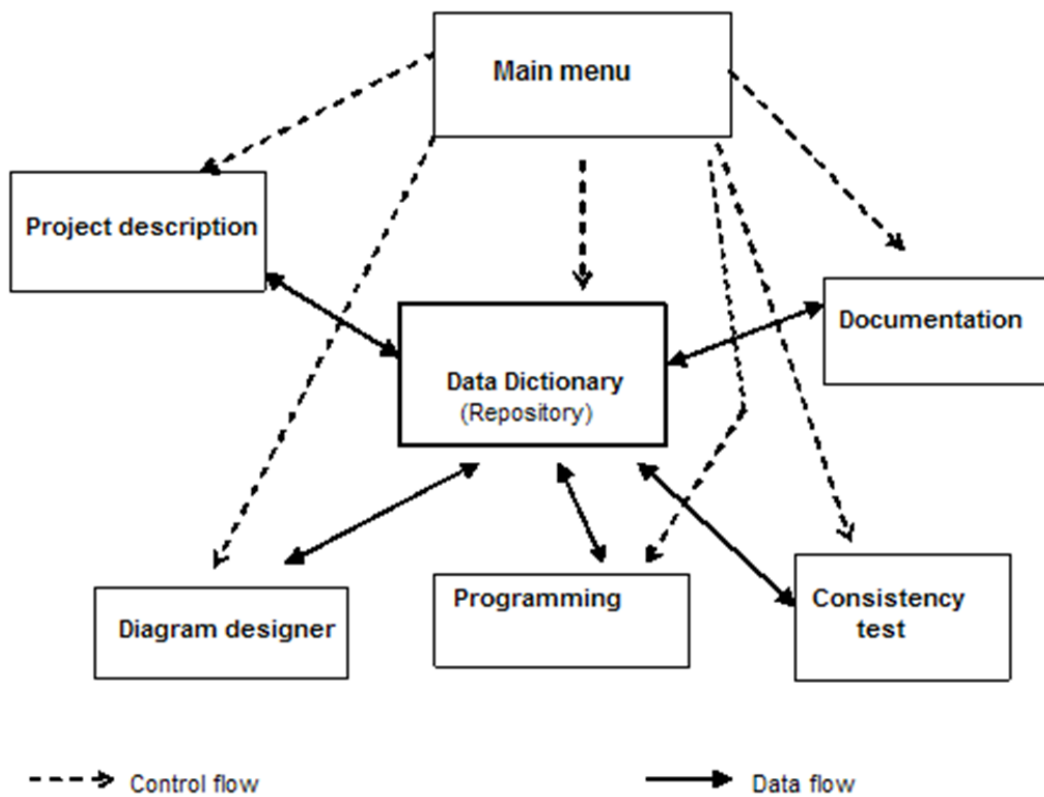 Main menu
Project description
Documentation
Data Dictionary
(Repository)
Diagram designer
Programming
Consistency
test
Control flow
Data flow